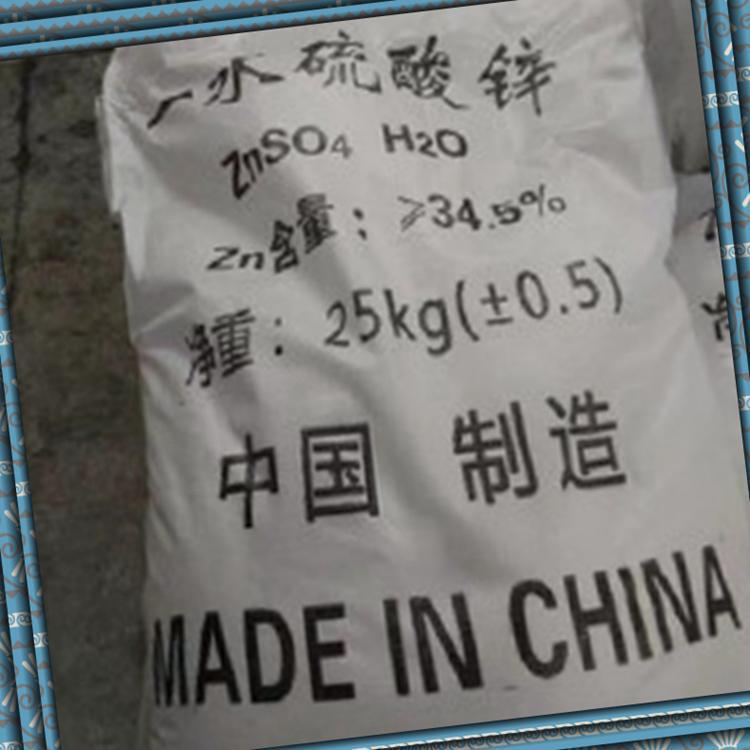 一水硫酸锌
ZnSO4 H2O
Zn含量：≥34.5%
净重：25kg(±0.5)
中国 制造
MADE IN CHINA